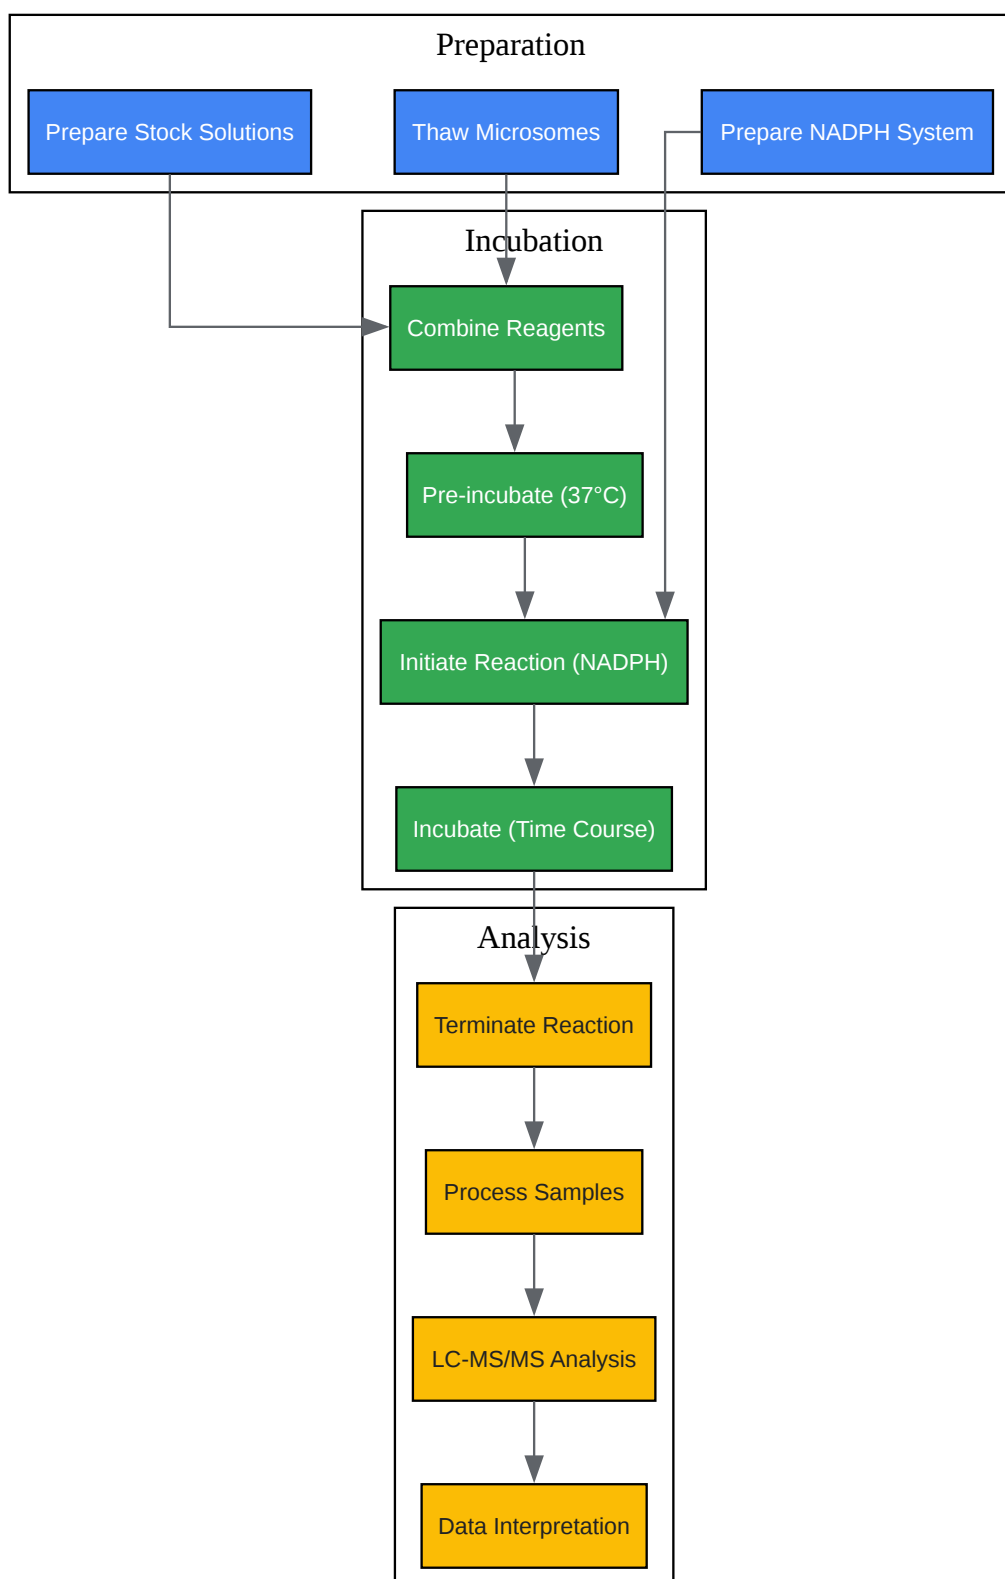 Preparation
Prepare Stock Solutions
Thaw Microsomes
Prepare NADPH System
Incubation
Combine Reagents
Pre-incubate (37°C)
Initiate Reaction (NADPH)
Incubate (Time Course)
Analysis
Terminate Reaction
Process Samples
LC-MS/MS Analysis
Data Interpretation